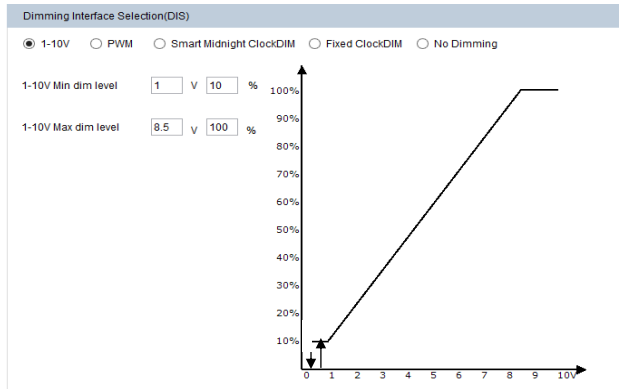 Dimming Interface Selection(DIS)
1-10V PWM Smart Midnight ClockDIM Fixed ClockDIM No Dimming
1-10V Min dim level 1 V 10 %
1-10V Max dim level 8.5 V 100 %
100%
90%
80%
70%
60%
50%
40%
30%
20%
10%
0 1 2 3 4 5 6 7 8 9 10V